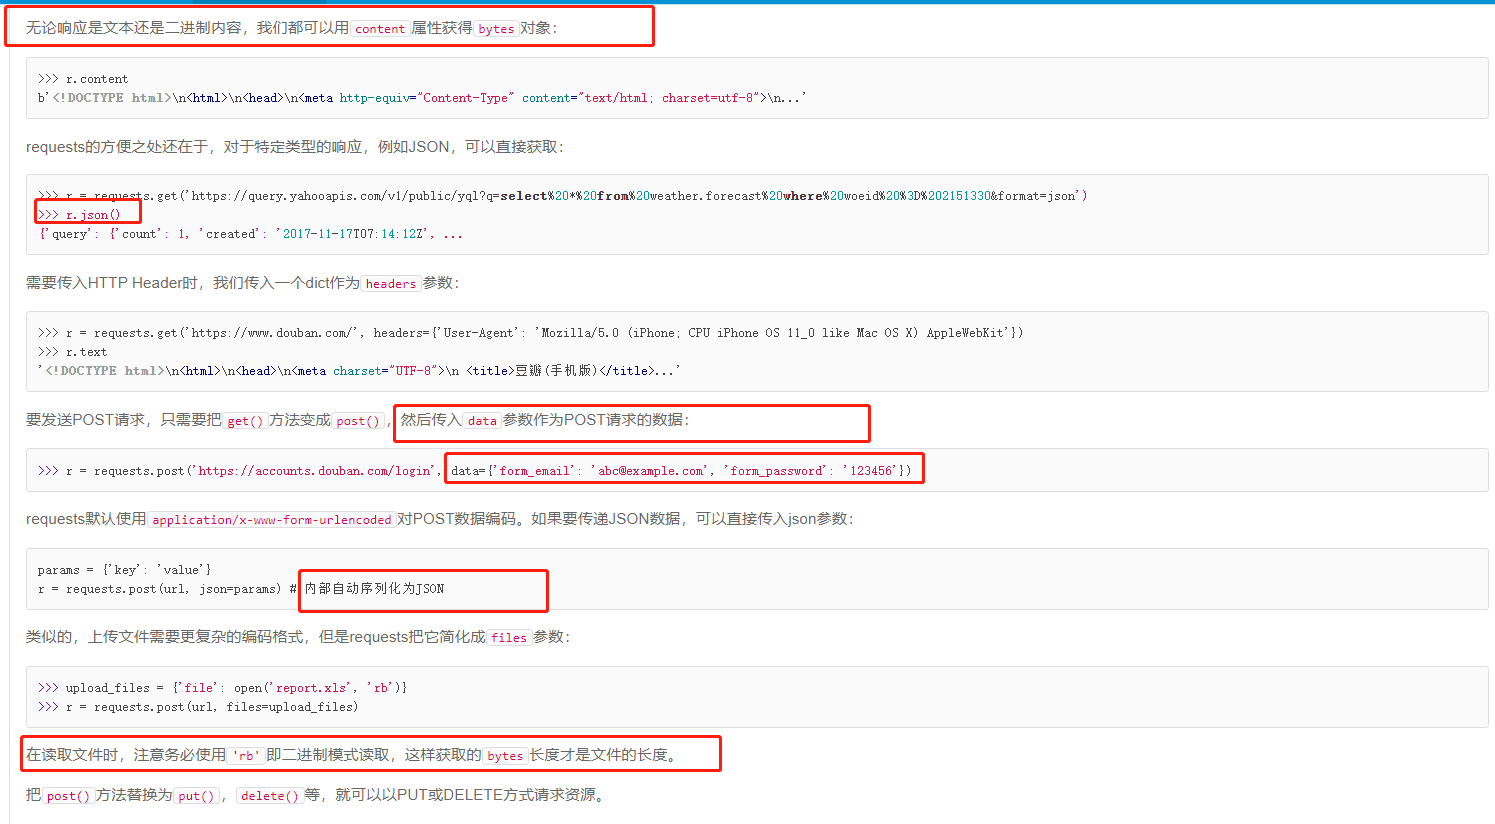 无论响应是文本还是二进制内容，我们都可以用content属性获得bytes对象：
>>> r.content
b'<!DOCTYPE html>\n<html>\n<head>\n<meta http-equiv="Content-Type" content="text/html; charset=utf-8">\n...'
requests的方便之处还在于，对于特定类型的响应，例如JSON，可以直接获取：
>>> r = requests.get('https://query.yahooapis.com/v1/public/yql?q=select%20*%20from%20weather.forecast%20where%20woeid%20%3D%202151330&format=json')
>>> r.json()
{'query': {'count': 1, 'created': '2017-11-17T07:14:12Z', ...
需要传入HTTP Header时，我们传入一个dict作为headers参数：
>>> r = requests.get('https://www.douban.com/', headers={'User-Agent': 'Mozilla/5.0 (iPhone; CPU iPhone OS 11_0 like Mac OS X) AppleWebKit'})
>>> r.text
'<!DOCTYPE html>\n<html>\n<head>\n<meta charset="UTF-8">\n <title>豆瓣(手机版)</title>...'
要发送POST请求，只需要把get()方法变成post()，然后传入data参数作为POST请求的数据：
>>> r = requests.post('https://accounts.douban.com/login', data={'form_email': 'abc@example.com', 'form_password': '123456'})
requests默认使用application/x-www-form-urlencoded对POST数据编码。如果要传递JSON数据，可以直接传入json参数：
params = {'key': 'value'}
r = requests.post(url, json=params) # 内部自动序列化为JSON
类似的，上传文件需要更复杂的编码格式，但是requests把它简化成files参数：
>>> upload_files = {'file': open('report.xls', 'rb')}
>>> r = requests.post(url, files=upload_files)
在读取文件时，注意务必使用'rb'即二进制模式读取，这样获取的bytes长度才是文件的长度。
把post()方法替换为put()，delete()等，就可以以PUT或DELETE方式请求资源。